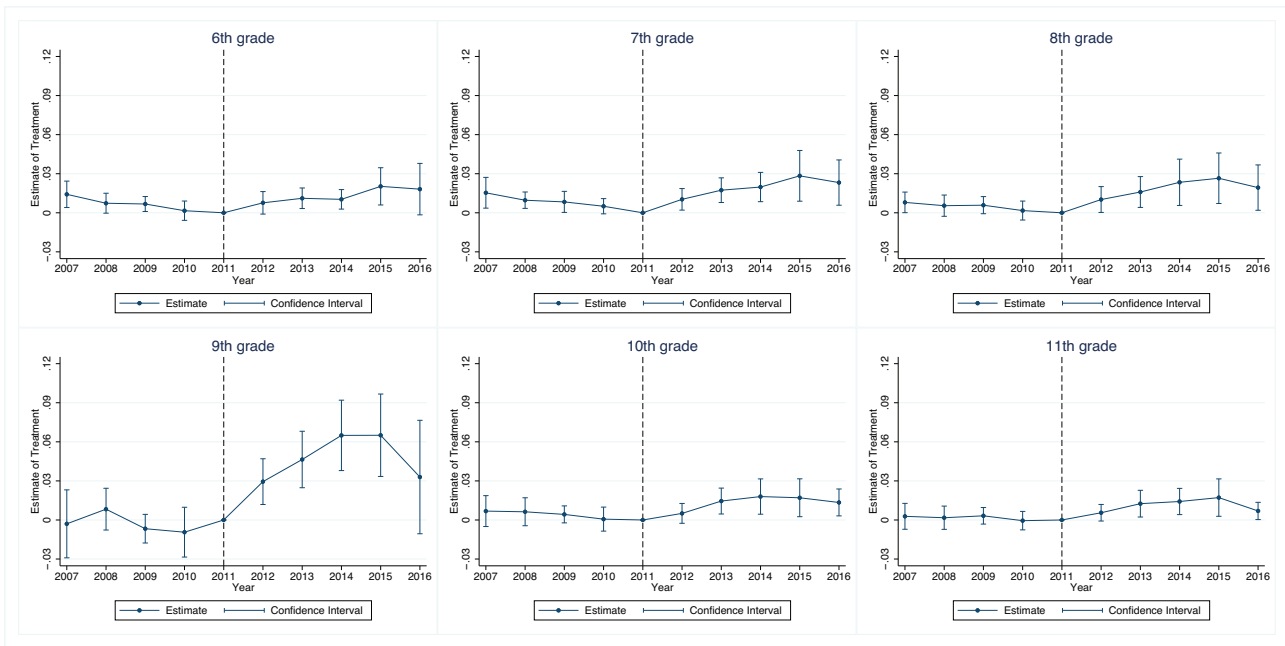 6th grade
Estimate of Treatment
.12
.09
.06
.03
0
-.03
2007 2008 2009 2010 2011 2012 2013 2014 2015 2016
Year
Estimate Confidence Interval
7th grade
Estimate of Treatment
.12
.09
.06
.03
0
-.03
2007 2008 2009 2010 2011 2012 2013 2014 2015 2016
Year
Estimate Confidence Interval
8th grade
Estimate of Treatment
.12
.09
.06
.03
0
-.03
2007 2008 2009 2010 2011 2012 2013 2014 2015 2016
Year
Estimate Confidence Interval
9th grade
Estimate of Treatment
.12
.09
.06
.03
0
-.03
2007 2008 2009 2010 2011 2012 2013 2014 2015 2016
Year
Estimate Confidence Interval
10th grade
Estimate of Treatment
.12
.09
.06
.03
0
-.03
2007 2008 2009 2010 2011 2012 2013 2014 2015 2016
Year
Estimate Confidence Interval
11th grade
Estimate of Treatment
.12
.09
.06
.03
0
-.03
2007 2008 2009 2010 2011 2012 2013 2014 2015 2016
Year
Estimate Confidence Interval